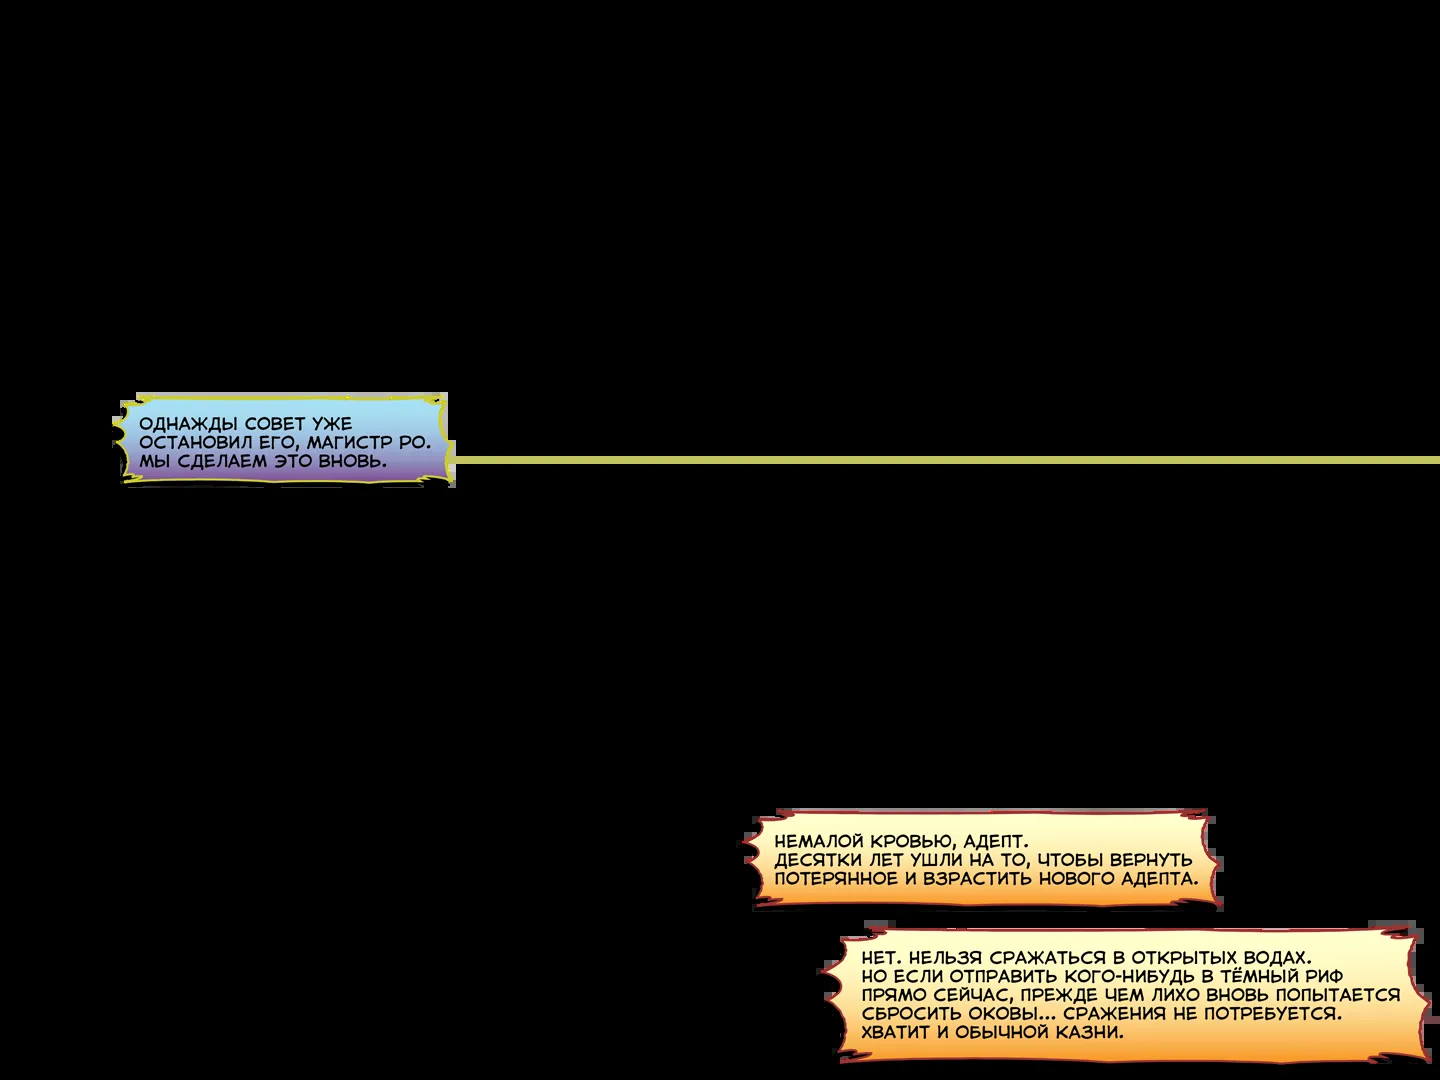 ОДНАЖДЫ СОВЕТ УЖЕ
ОСТАНОВИЛ ЕГО, МАГИСТР РО.
МЫ СДЕЛАЕМ ЭТО ВНОВЬ.
НЕМАЛОЙ КРОВЬЮ, АДЕПТ.
ДЕСЯТКИ ЛЕТ УШЛИ НА ТО, ЧТОБЫ ВЕРНУТЬ
ПОТЕРЯННОЕ И ВЗРАСТИТЬ НОВОГО АДЕПТА.
НЕТ. НЕЛЬЗЯ СРАЖАТЬСЯ В ОТКРЫТЫХ ВОДАХ.
НО ЕСЛИ ОТПРАВИТЬ КОГО-НИБУДЬ В ТЁМНЫЙ РИФ
ПРЯМО СЕЙЧАС, ПРЕЖДЕ ЧЕМ ЛИХО ВНОВЬ ПОПЫТАЕТСЯ
СБРОСИТЬ ОКОВЫ... СРАЖЕНИЯ НЕ ПОТРЕБУЕТСЯ.
ХВАТИТ И ОБЫЧНОЙ КАЗНИ.